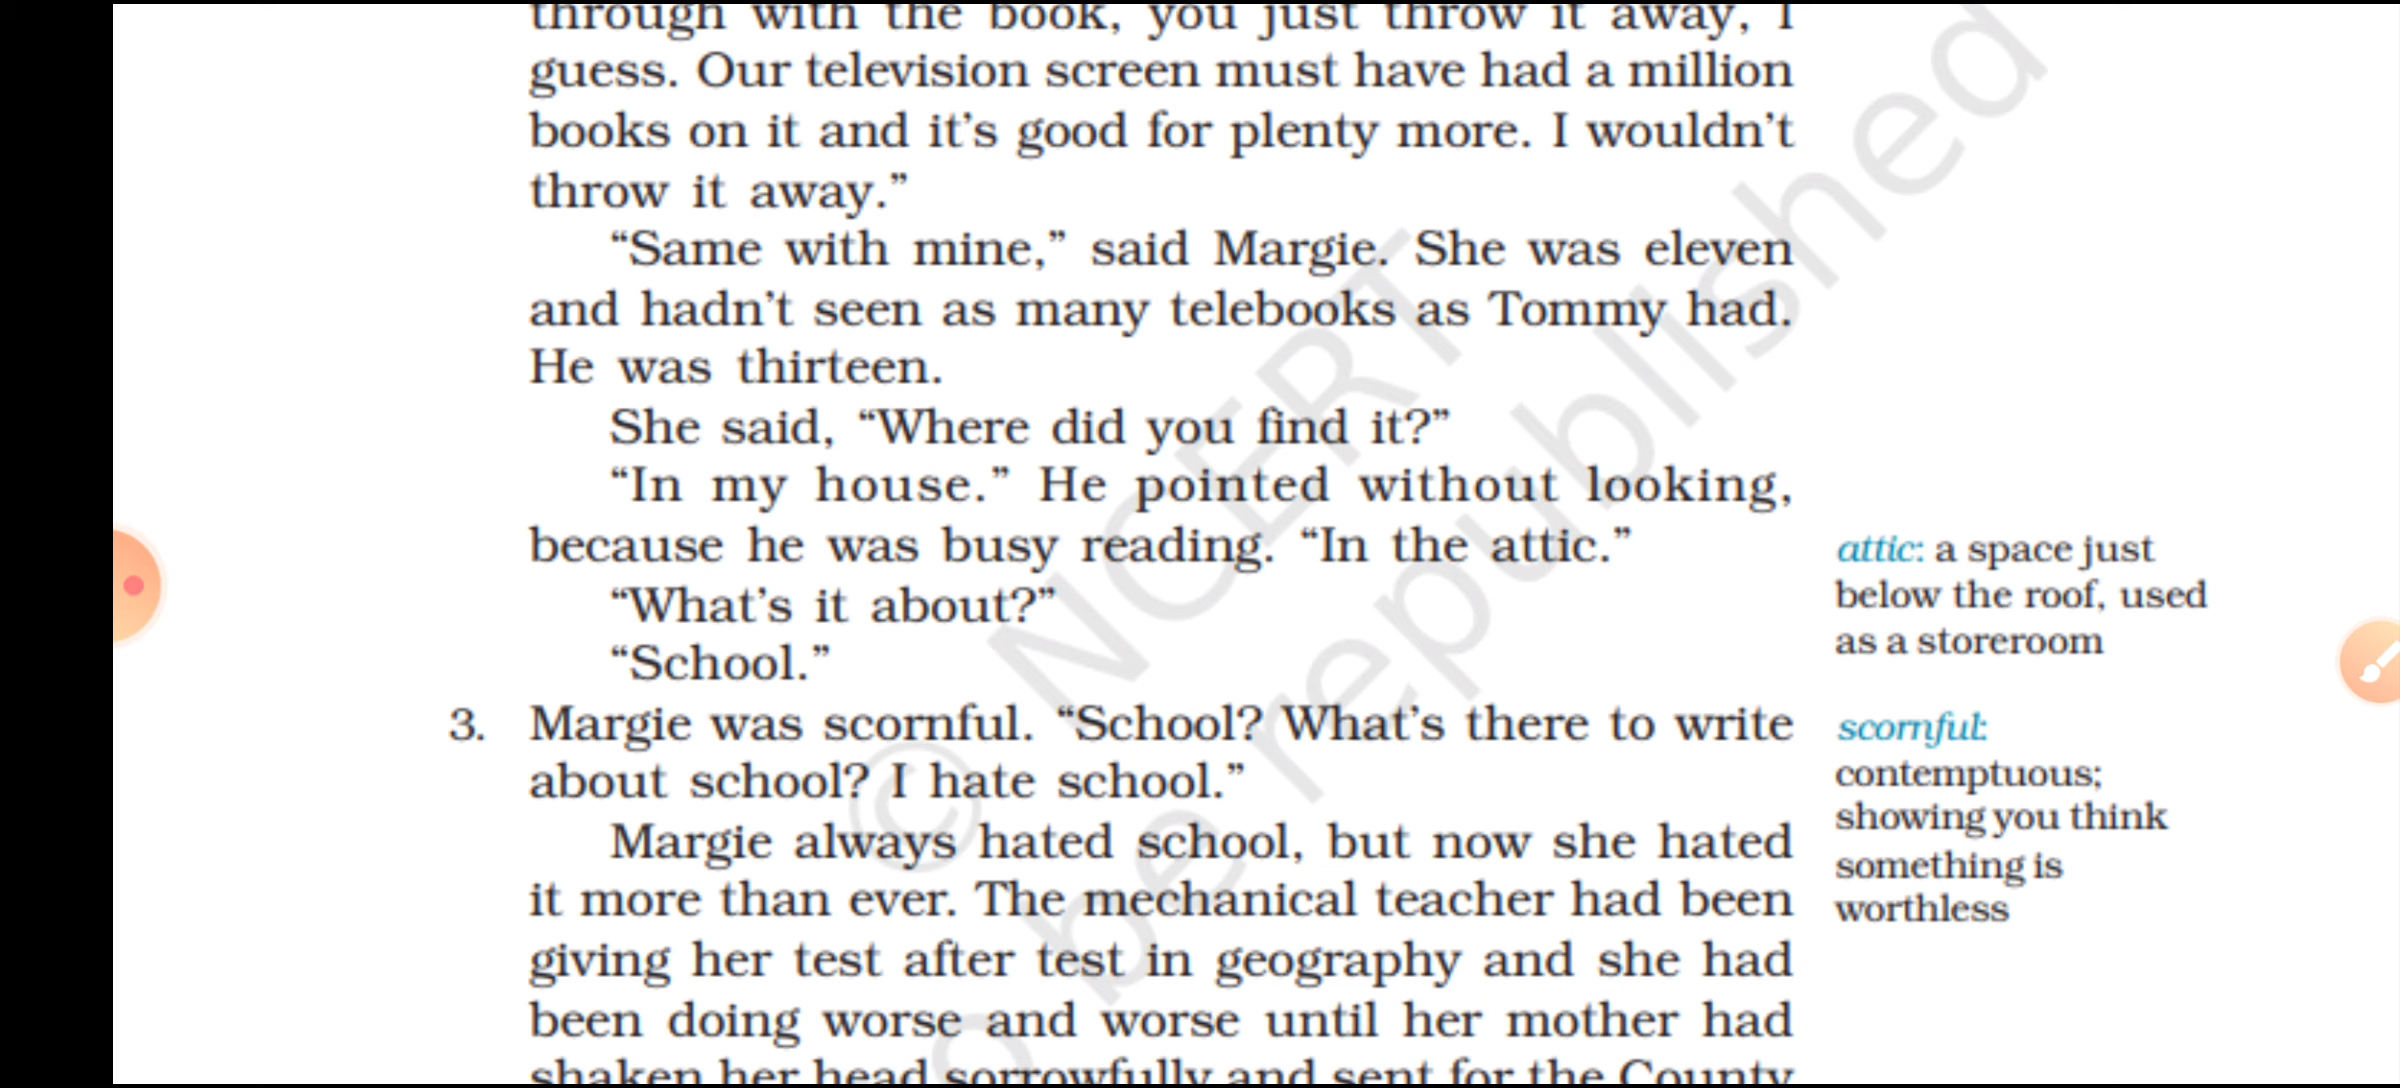 through with the book, you just throw it away, I
guess. Our television screen must have had a million
books on it and it’s good for plenty more. I wouldn’t
throw it away.”
“Same with mine,” said Margie. She was eleven
and hadn’t seen as many telebooks as Tommy had.
He was thirteen.
She said, “Where did you find it?”
“In my house.” He pointed without looking,
because he was busy reading. “In the attic.”
“What’s it about?”
“School.”
3. Margie was scornful. “School? What’s there to write
about school? I hate school.”
Margie always hated school, but now she hated
it more than ever. The mechanical teacher had been
giving her test after test in geography and she had
been doing worse and worse until her mother had
shaken her head sorrowfully and sent for the County
attic: a space just
below the roof, used
as a storeroom
scornful:
contemptuous;
showing you think
something is
worthless
© NCERT
be republished